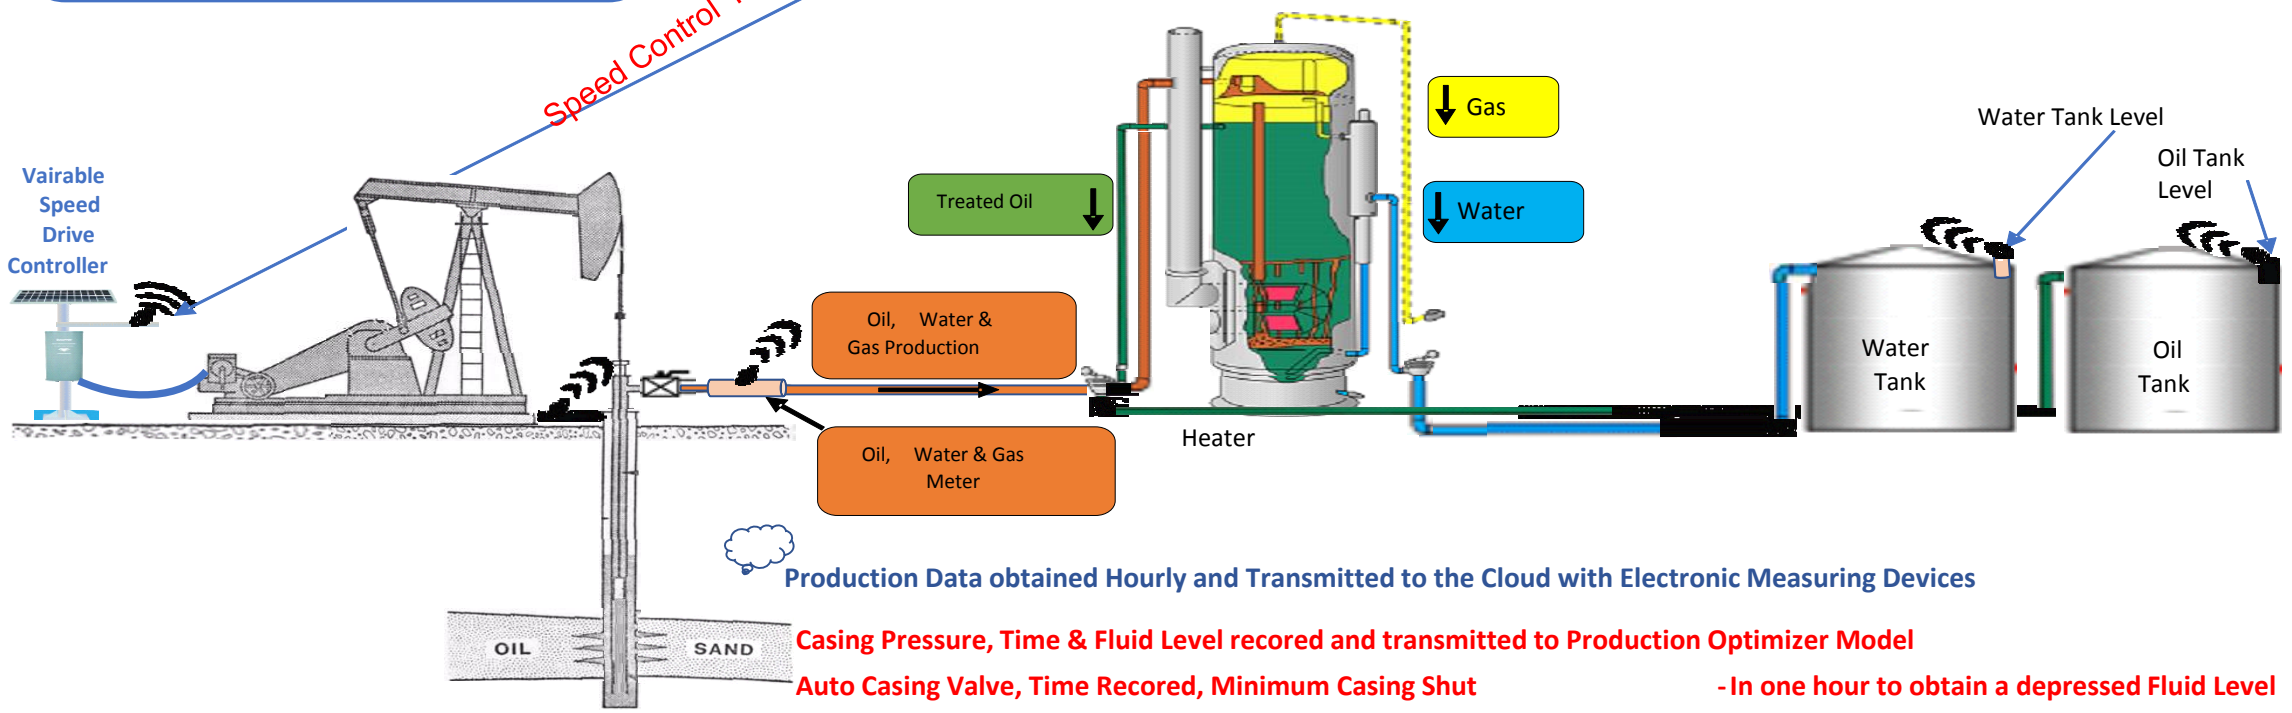 Speed Control
Gas
Water Tank Level
Oil Tank
Level
Vairable
Speed
Drive
Controller
Treated Oil
Water
Oil, Water &
Gas Production
Water
Tank
Oil
Tank
Heater
Oil, Water & Gas
Meter
Production Data obtained Hourly and Transmitted to the Cloud with Electronic Measuring Devices
OIL SAND
Casing Pressure, Time & Fluid Level recored and transmitted to Production Optimizer Model
Auto Casing Valve, Time Recored, Minimum Casing Shut - In one hour to obtain a depressed Fluid Level